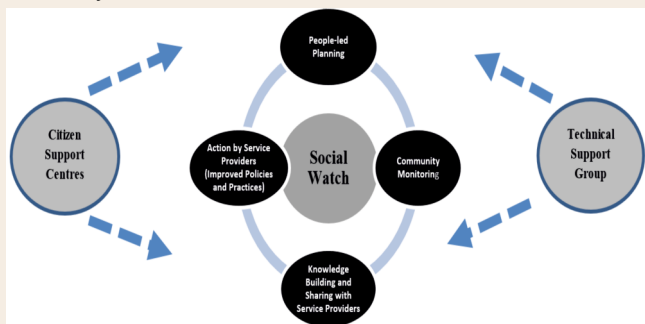 People-led
Planning
Citizen
Support
Centres
Action by Service
Providers
(Improved Policies
and Practices)
Social
Watch
Community
Monitoring
Technical
Support
Group
Knowledge
Building and
Sharing with
Service Providers